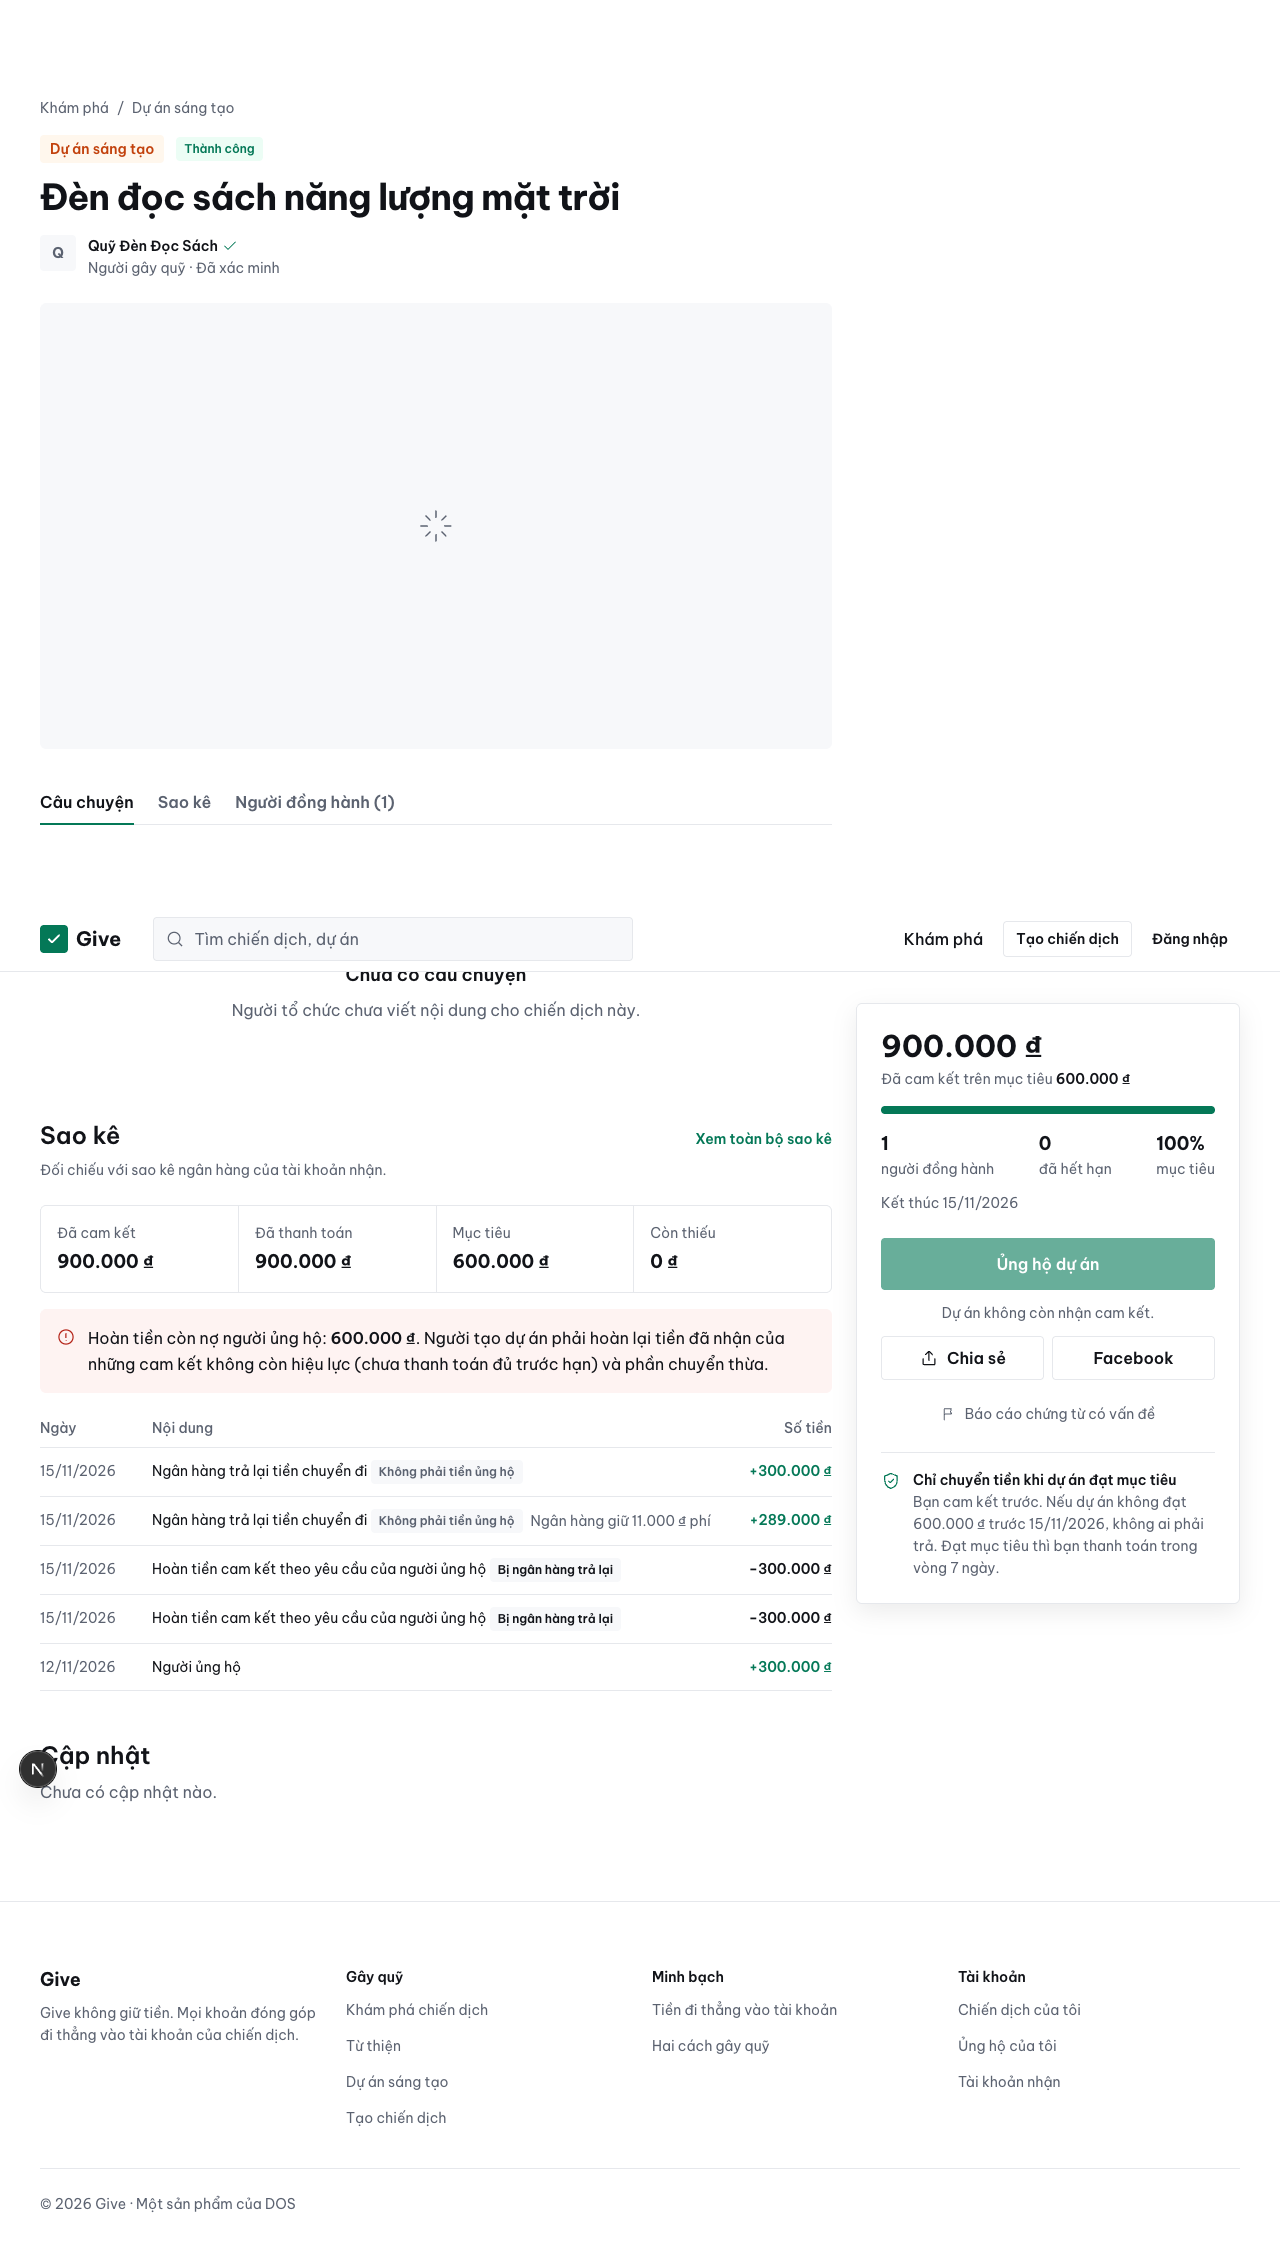 Khám phá / Dự án sáng tạo
Dự án sáng tạo Thành công
Đèn đọc sách năng lượng mặt trời
Q
Quỹ Đèn Đọc Sách
Người gây quỹ · Đã xác minh
Câu chuyện Sao kê Người đồng hành (1)
Give Tìm chiến dịch, dự án Khám phá Tạo chiến dịch Đăng nhập
Chưa có câu chuyện
Người tổ chức chưa viết nội dung cho chiến dịch này.
900.000 ₫
Đã cam kết trên mục tiêu 600.000 ₫
1 0 100%
người đồng hành đã hết hạn mục tiêu
Kết thúc 15/11/2026
Ủng hộ dự án
Dự án không còn nhận cam kết.
Chia sẻ Facebook
Báo cáo chứng từ có vấn đề
Chỉ chuyển tiền khi dự án đạt mục tiêu
Bạn cam kết trước. Nếu dự án không đạt
600.000 ₫ trước 15/11/2026, không ai phải
trả. Đạt mục tiêu thì bạn thanh toán trong
vòng 7 ngày.
Sao kê Xem toàn bộ sao kê
Đối chiếu với sao kê ngân hàng của tài khoản nhận.
Đã cam kết Đã thanh toán Mục tiêu Còn thiếu
900.000 ₫ 900.000 ₫ 600.000 ₫ 0 ₫
Hoàn tiền còn nợ người ủng hộ: 600.000 ₫. Người tạo dự án phải hoàn lại tiền đã nhận của
những cam kết không còn hiệu lực (chưa thanh toán đủ trước hạn) và phần chuyển thừa.
Ngày Nội dung Số tiền
15/11/2026 Ngân hàng trả lại tiền chuyển đi Không phải tiền ủng hộ +300.000 ₫
15/11/2026 Ngân hàng trả lại tiền chuyển đi Không phải tiền ủng hộ Ngân hàng giữ 11.000 ₫ phí +289.000 ₫
15/11/2026 Hoàn tiền cam kết theo yêu cầu của người ủng hộ Bị ngân hàng trả lại −300.000 ₫
15/11/2026 Hoàn tiền cam kết theo yêu cầu của người ủng hộ Bị ngân hàng trả lại −300.000 ₫
12/11/2026 Người ủng hộ +300.000 ₫
Cập nhật
N
Chưa có cập nhật nào.
Give
Give không giữ tiền. Mọi khoản đóng góp
đi thẳng vào tài khoản của chiến dịch.
Gây quỹ
Khám phá chiến dịch
Từ thiện
Dự án sáng tạo
Tạo chiến dịch
Minh bạch
Tiền đi thẳng vào tài khoản
Hai cách gây quỹ
Tài khoản
Chiến dịch của tôi
Ủng hộ của tôi
Tài khoản nhận
© 2026 Give · Một sản phẩm của DOS